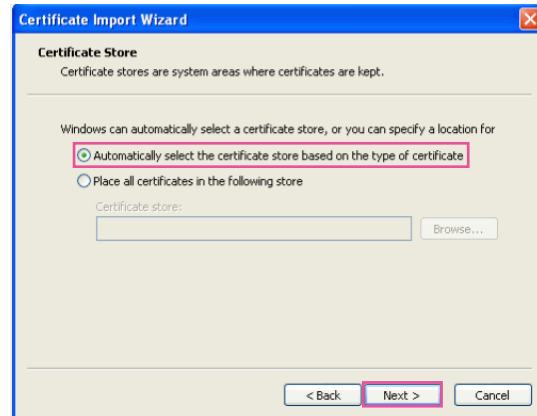 Certificate Import Wizard
Certificate Store
Certificate stores are system areas where certificates are kept.
Windows can automatically select a certificate store, or you can specify a location for
Automatically select the certificate store based on the type of certificate
Place all certificates in the following store
Certificate store:
Browse...
< Back Next > Cancel